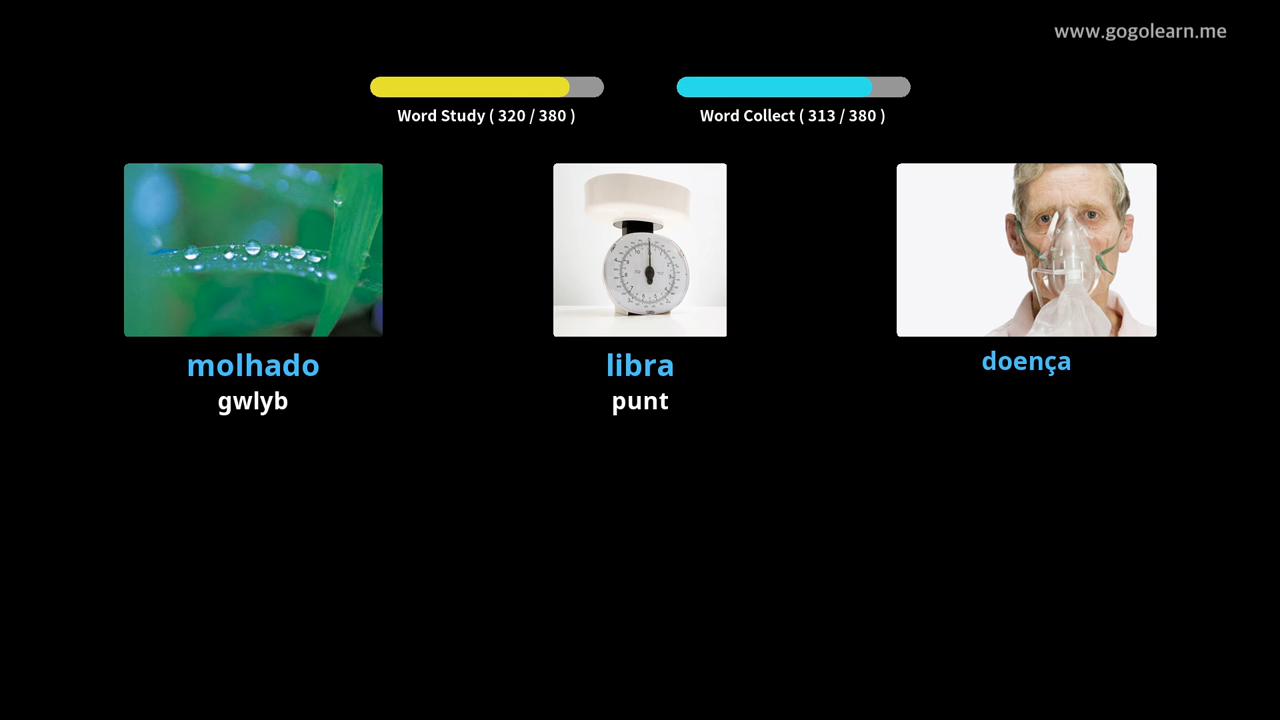 www.gogolearn.me
Word Study ( 320 / 380 )
Word Collect ( 313 / 380 )
molhado
gwlyb
libra
punt
doença